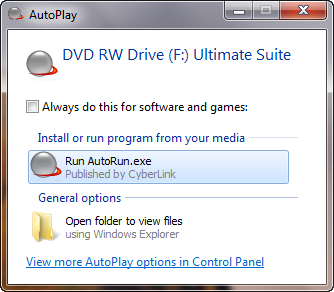 AutoPlay
DVD RW Drive (F:) Ultimate Suite
Always do this for software and games:
Install or run program from your media
Run AutoRun.exe
Published by CyberLink
General options
Open folder to view files
using Windows Explorer
View more AutoPlay options in Control Panel